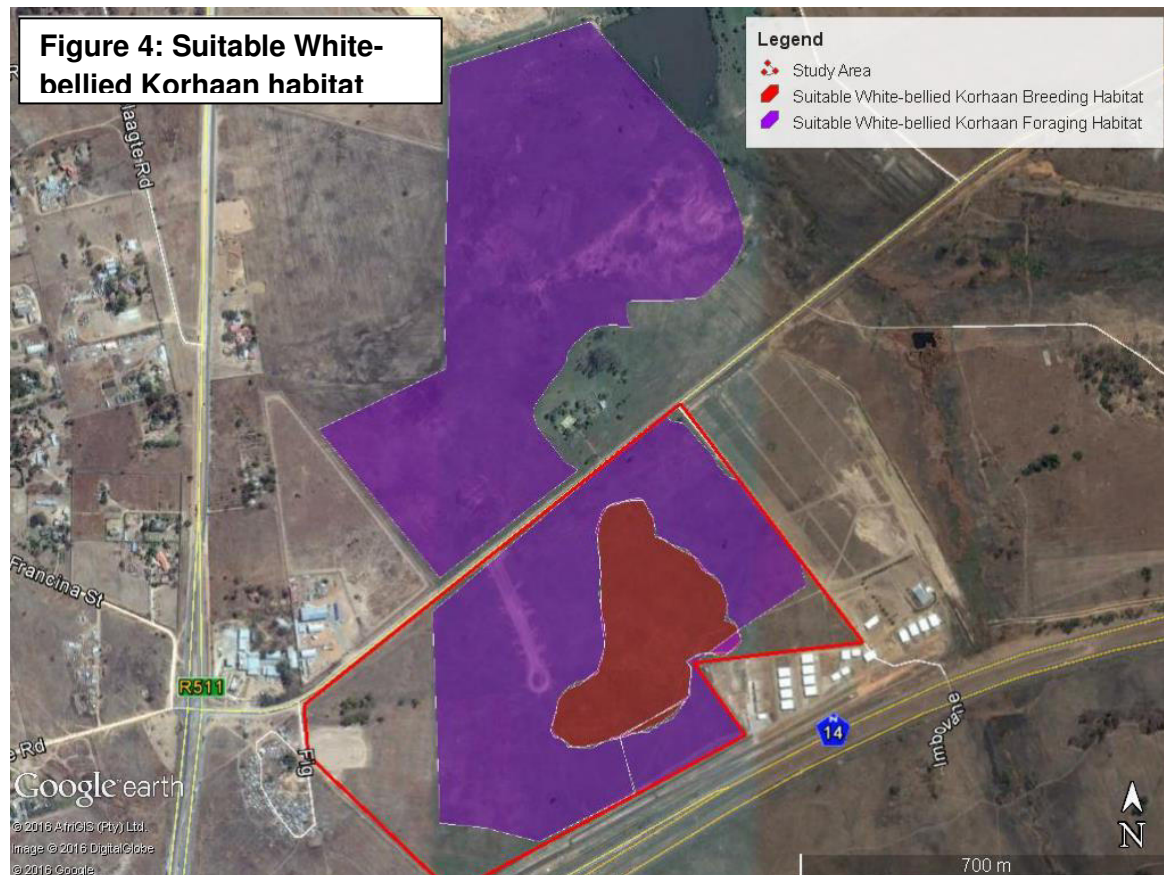 Figure 4: Suitable White-
bellied Korhaan habitat
Legend
Study Area
Suitable White-bellied Korhaan Breeding Habitat
Suitable White-bellied Korhaan Foraging Habitat
Francina St
R511
Rd
Fig
14
Imbovane
Google earth
© 2016 AfriGIS (Pty) Ltd.
Image © 2016 DigitalGlobe
© 2016 Google
N
700 m